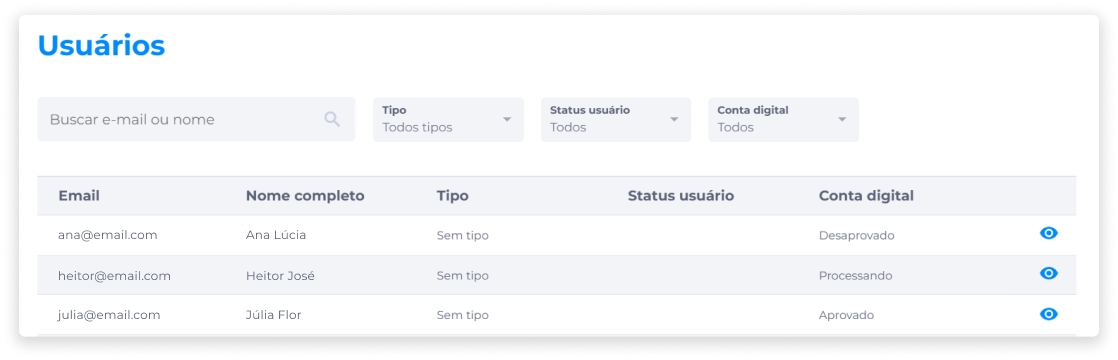 Usuários
Buscar e-mail ou nome
Tipo
Todos tipos
Status usuário
Todos
Conta digital
Todos
Email Nome completo Tipo Status usuário Conta digital
ana@email.com Ana Lúcia Sem tipo Desaprovado
heitor@email.com Heitor José Sem tipo Processando
julia@email.com Júlia Flor Sem tipo Aprovado